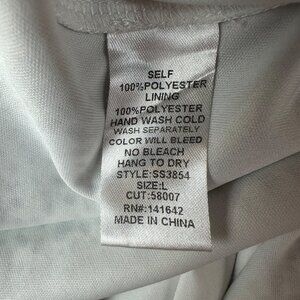 SELF
100%POLYESTER
LINING
100%POLYESTER
HAND WASH COLD
WASH SEPARATELY
COLOR WILL BLEED
NO BLEACH
HANG TO DRY
STYLE:SS3854
SIZE:L
CUT:58007
RN#:141642
MADE IN CHINA